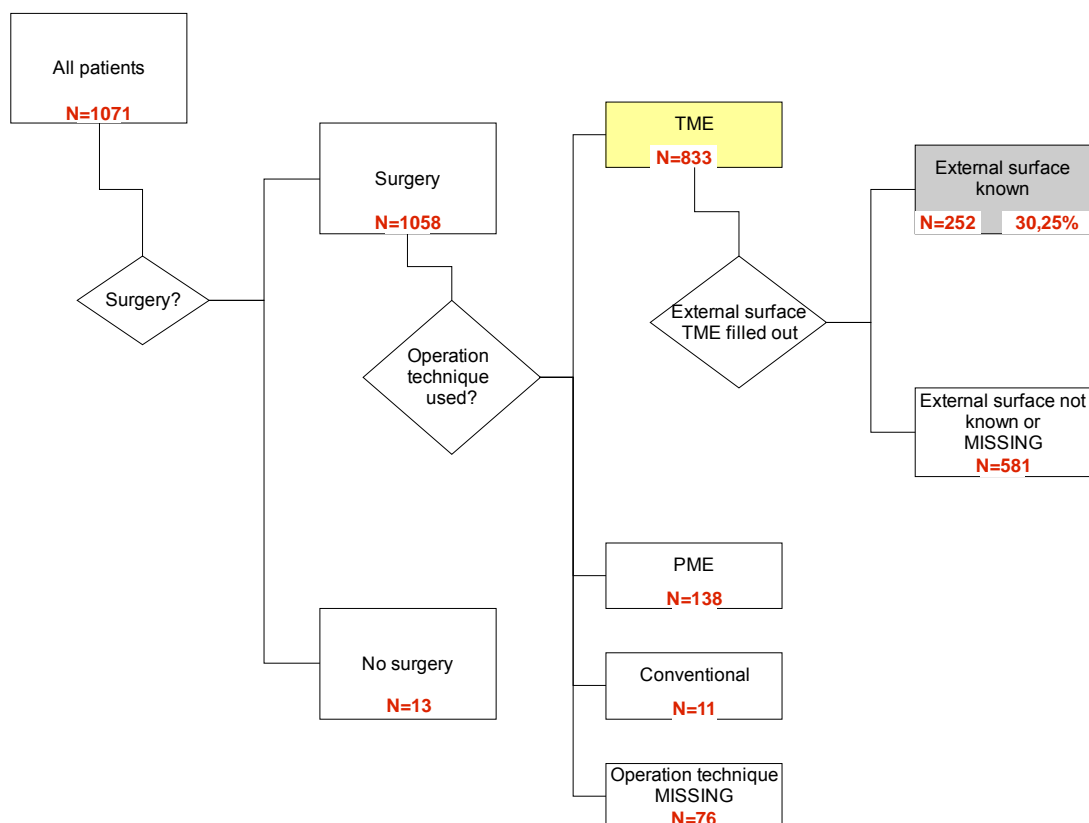 All patients
N=1071
Surgery?
Surgery
N=1058
No surgery
N=13
Operation
technique
used?
TME
N=833
PME
N=138
Conventional
N=11
Operation technique
MISSING
N=76
External surface
TME filled out
External surface
known
N=252 30,25%
External surface not
known or
MISSING
N=581